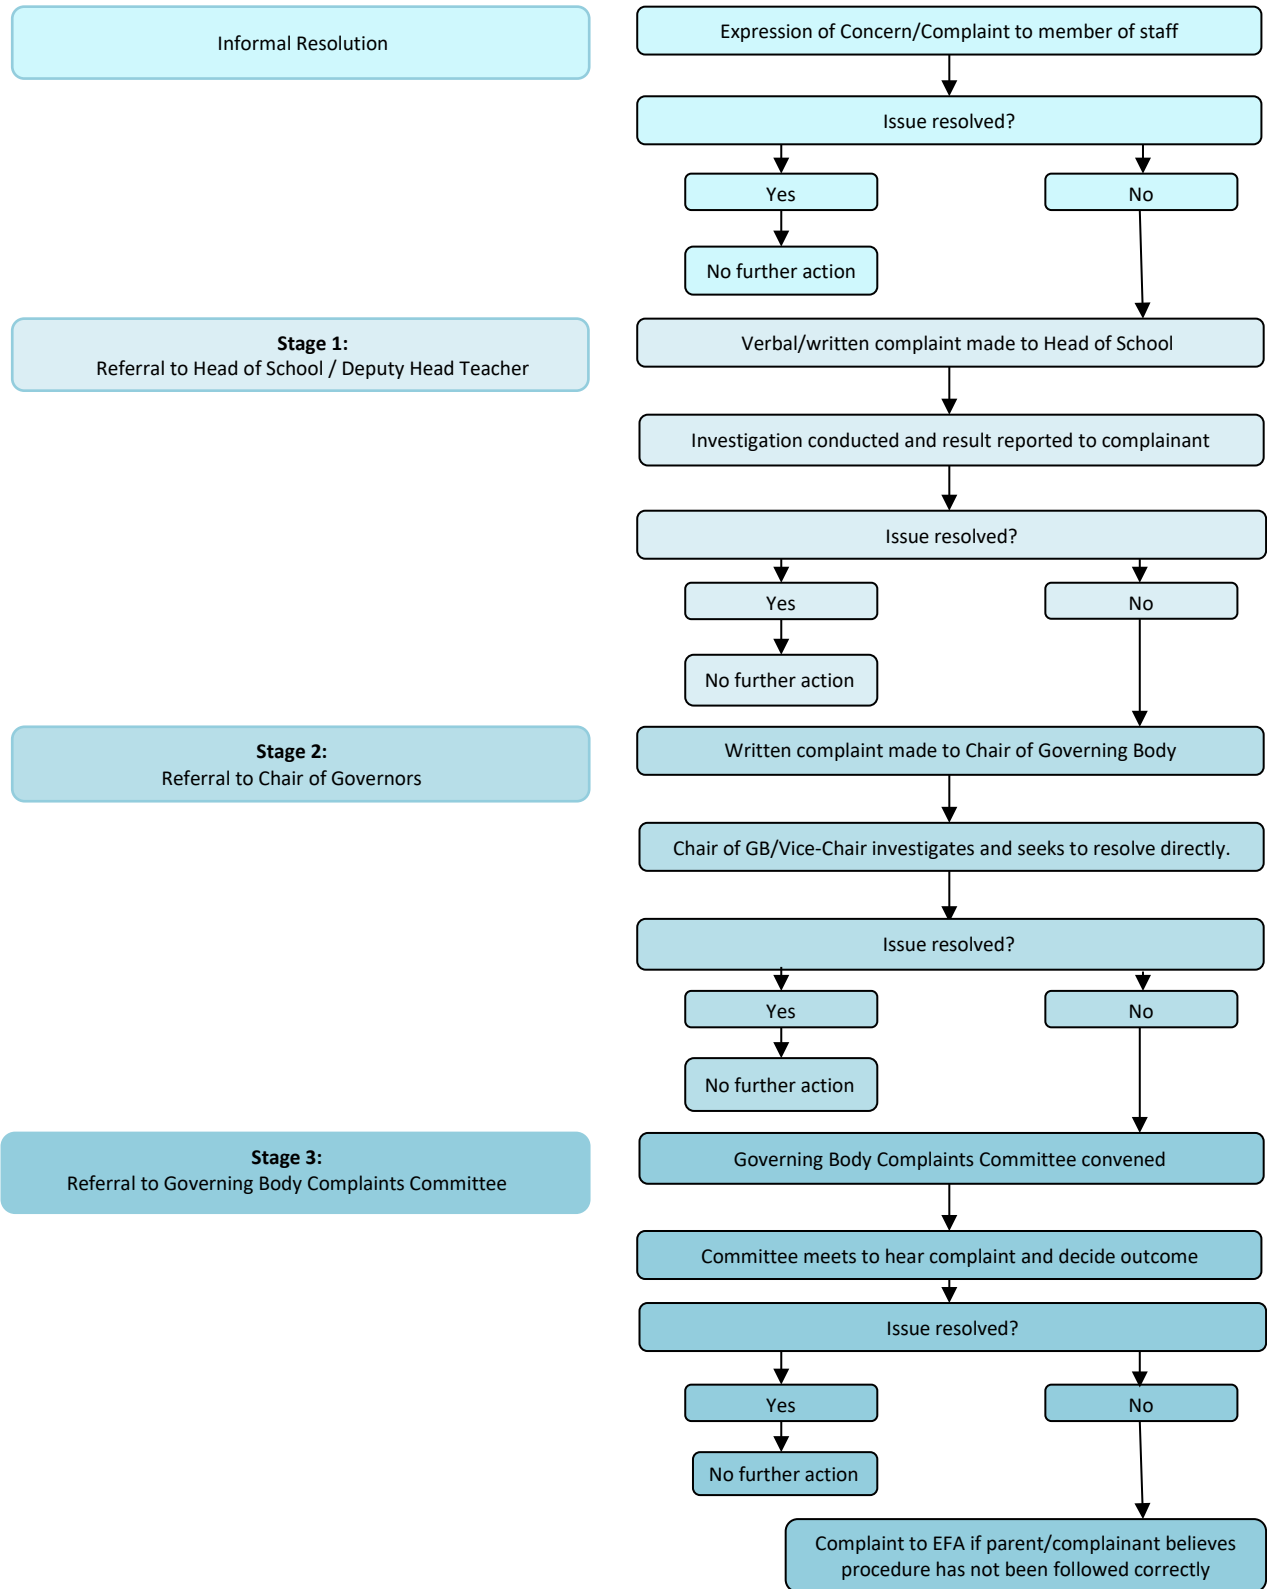 Informal Resolution
Expression of Concern/Complaint to member of staff
Issue resolved?
Yes
No
No further action
Stage 1:
Referral to Head of School / Deputy Head Teacher
Verbal/written complaint made to Head of School
Investigation conducted and result reported to complainant
Issue resolved?
Yes
No
No further action
Stage 2:
Referral to Chair of Governors
Written complaint made to Chair of Governing Body
Chair of GB/Vice-Chair investigates and seeks to resolve directly.
Issue resolved?
Yes
No
No further action
Stage 3:
Referral to Governing Body Complaints Committee
Governing Body Complaints Committee convened
Committee meets to hear complaint and decide outcome
Issue resolved?
Yes
No
No further action
Complaint to EFA if parent/complainant believes
procedure has not been followed correctly